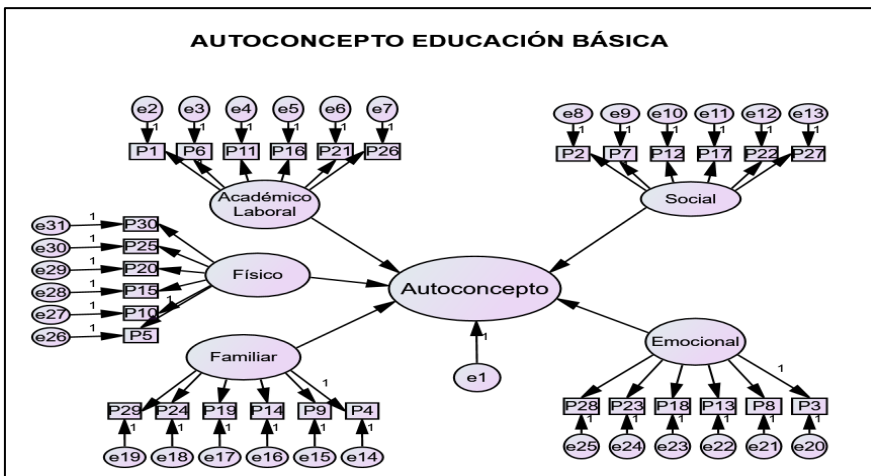 AUTOCONCEPTO EDUCACIÓN BÁSICA
e2 e3 e4 e5 e6 e7
1 1 1 1 1 1
P1 P6 P11 P16 P21 P26
Académico
Laboral
e8 e9 e10 e11 e12 e13
1 1 1 1 1 1
P2 P7 P12 P17 P22 P27
Social
e31 1 P30
e30 1 P25
e29 1 P20
e28 1 P15
e27 1 P10
e26 1 P5
1
Físico
Autoconcepto
1
e1
Familiar
1
P29 P24 P19 P14 P9 P4
1 1 1 1 1 1
e19 e18 e17 e16 e15 e14
Emocional
1
P28 P23 P18 P13 P8 P3
1 1 1 1 1 1
e25 e24 e23 e22 e21 e20